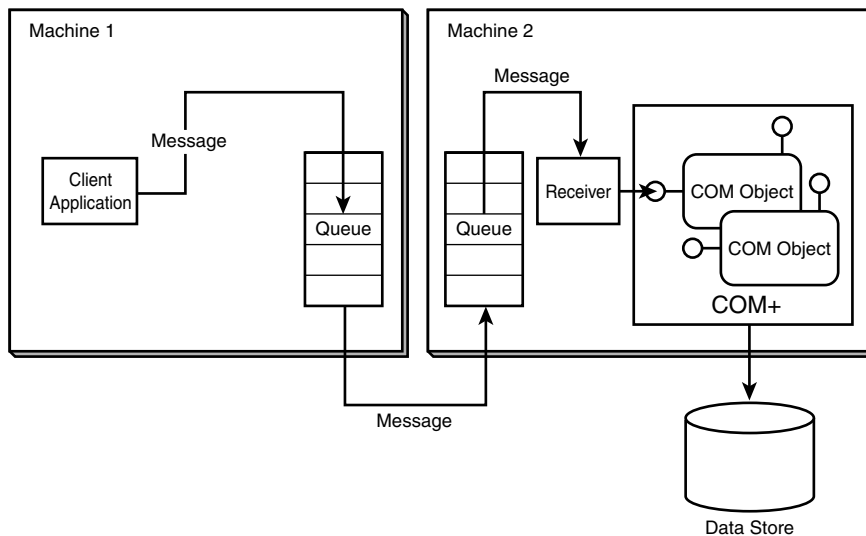 Machine 1
Machine 2
Message
Message
Client
Application
Queue
Queue
Receiver
COM Object
COM Object
COM+
Message
Data Store